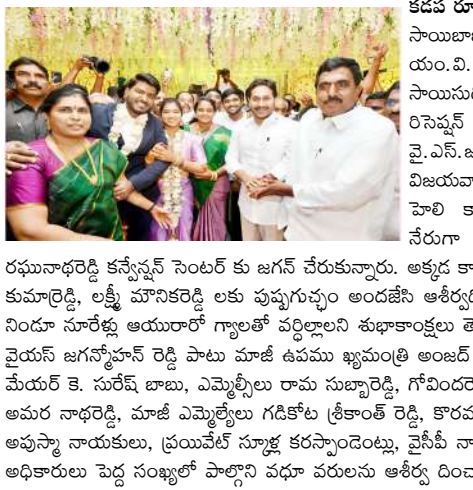 కడప రూ
సాయిబాబ
యం.వి.
సాయిసుధ
రిసెప్షన్
వై.ఎస్.జ
విజయవా
హెలి కా
నేరుగా
రఘునాథరెడ్డి కన్వేన్షన్ సెంటర్ కు జగన్ చేరుకున్నారు. అక్కడ కా
కుమార్రెడ్డి, లక్ష్మీ మౌనికరెడ్డి లకు పుష్పగుచ్ఛం అందజేసి ఆశీర్వది
నిండూ నూరేళ్లు ఆయురారో గ్యాలతో వర్ధిల్లాలని శుభాకాంక్షలు తె
వైయస్ జగన్మోహన్ రెడ్డి పాటు మాజీ ఉపము ఖ్యమంత్రి అంజద్
మేయర్ కె. సురేష్ బాబు, ఎమ్మెల్సీలు రామ సుబ్బారెడ్డి, గోవిందరె
అమర నాథరెడ్డి, మాజీ ఎమ్మెల్యేలు గడికోట శ్రీకాంత్ రెడ్డి, కొరము
అపుస్మా నాయకులు, ప్రయివేట్ స్కూళ్ల కరస్పాండెంట్లు, వైసీపీ నా
అధికారులు పెద్ద సంఖ్యలో పాల్గొని వధూ వరులను ఆశీర్వ దించా